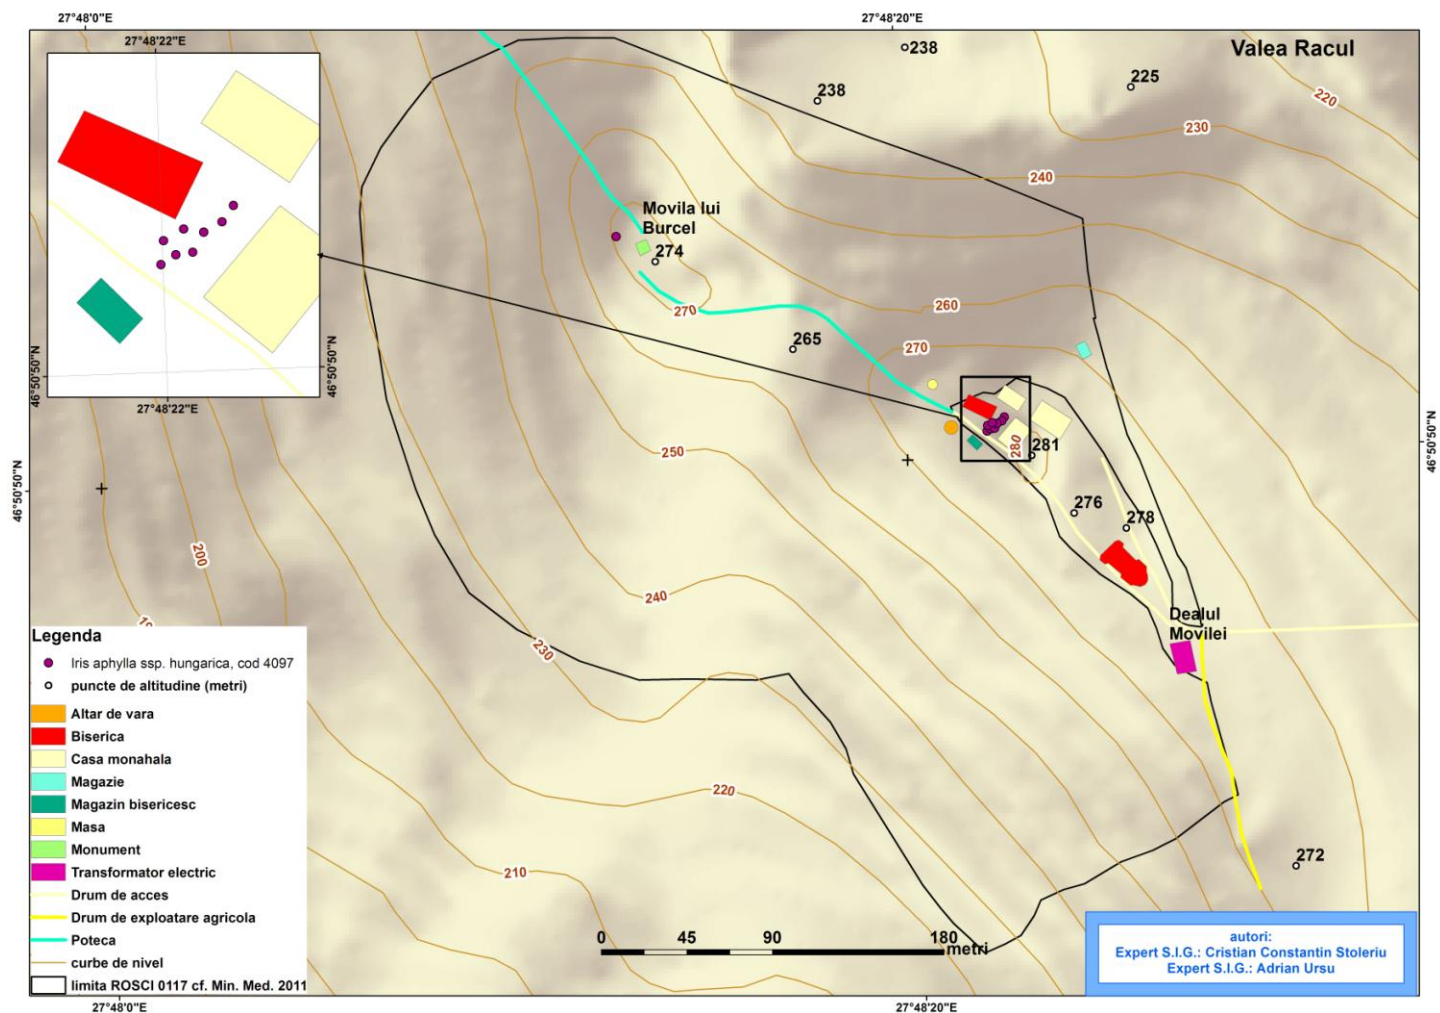 27°48'0"E
27°48'20"E
27°48'22"E
Valea Racul
238
238
225
220
230
240
Movila lui
Burcel
274
270
260
265
270
46°50'50"N
46°50'50"N
27°48'22"E
250
280
281
46°50'50"N
46°50'50"N
276
278
200
240
19
Dealul
Movilei
230
220
210
272
Legenda
Iris aphylla ssp. hungarica, cod 4097
puncte de altitudine (metri)
Altar de vara
Biserica
Casa monahala
Magazie
Magazin bisericesc
Masa
Monument
Transformator electric
Drum de acces
Drum de exploatare agricola
Poteca
curbe de nivel
limita ROSCI 0117 cf. Min. Med. 2011
0 45 90 180
metri
autori:
Expert S.I.G.: Cristian Constantin Stoleriu
Expert S.I.G.: Adrian Ursu
27°48'0"E
27°48'20"E